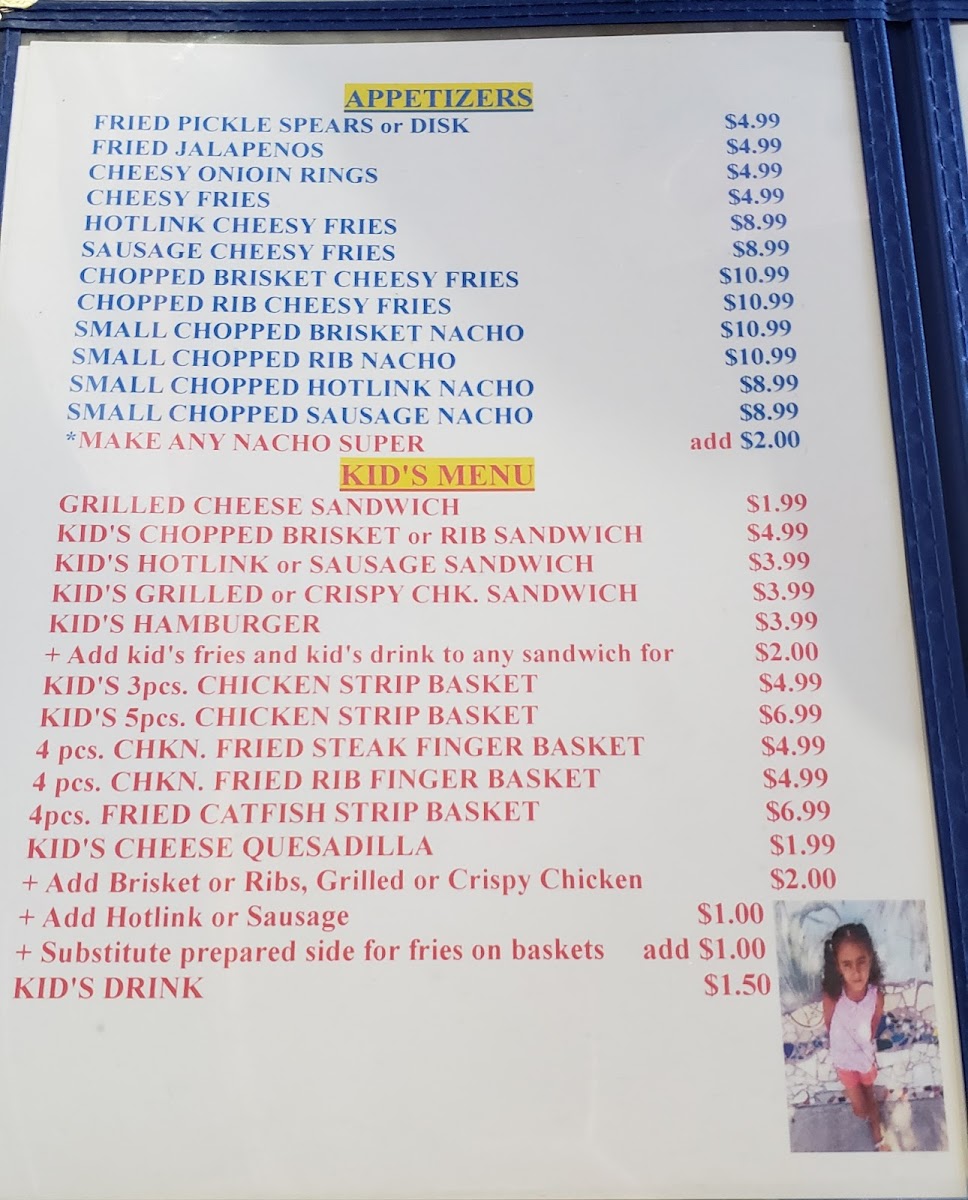 APPETIZERS
FRIED PICKLE SPEARS or DISK $4.99
FRIED JALAPENOS $4.99
CHEESY ONIOIN RINGS $4.99
CHEESY FRIES $4.99
HOTLINK CHEESY FRIES $8.99
SAUSAGE CHEESY FRIES $8.99
CHOPPED BRISKET CHEESY FRIES $10.99
CHOPPED RIB CHEESY FRIES $10.99
SMALL CHOPPED BRISKET NACHO $10.99
SMALL CHOPPED RIB NACHO $10.99
SMALL CHOPPED HOTLINK NACHO $8.99
SMALL CHOPPED SAUSAGE NACHO $8.99
*MAKE ANY NACHO SUPER add $2.00
KID'S MENU
GRILLED CHEESE SANDWICH $1.99
KID'S CHOPPED BRISKET or RIB SANDWICH $4.99
KID'S HOTLINK or SAUSAGE SANDWICH $3.99
KID'S GRILLED or CRISPY CHK. SANDWICH $3.99
KID'S HAMBURGER $3.99
+ Add kid's fries and kid's drink to any sandwich for $2.00
KID'S 3pcs. CHICKEN STRIP BASKET $4.99
KID'S 5pcs. CHICKEN STRIP BASKET $6.99
4 pcs. CHKN. FRIED STEAK FINGER BASKET $4.99
4 pcs. CHKN. FRIED RIB FINGER BASKET $4.99
4pcs. FRIED CATFISH STRIP BASKET $6.99
KID'S CHEESE QUESADILLA $1.99
+ Add Brisket or Ribs, Grilled or Crispy Chicken $2.00
+ Add Hotlink or Sausage $1.00
+ Substitute prepared side for fries on baskets add $1.00
KID'S DRINK $1.50